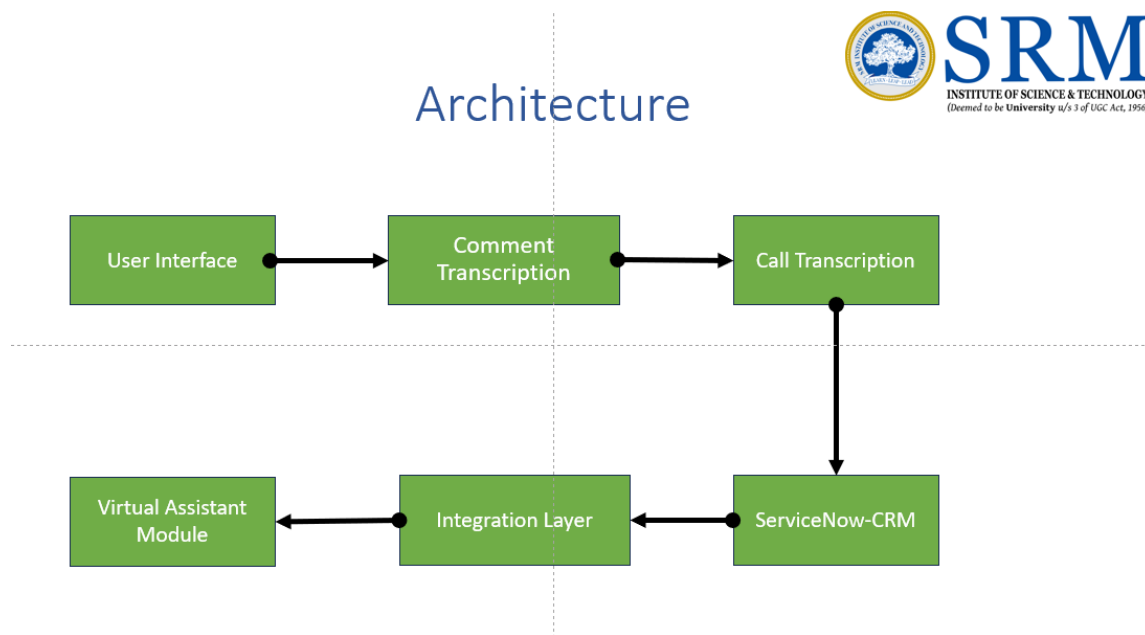 SRM
INSTITUTE OF SCIENCE & TECHNOLOGY
(Deemed to be University u/s 3 of UGC Act, 1956
Architecture
User Interface
Comment
Transcription
Call Transcription
Virtual Assistant
Module
Integration Layer
ServiceNow-CRM